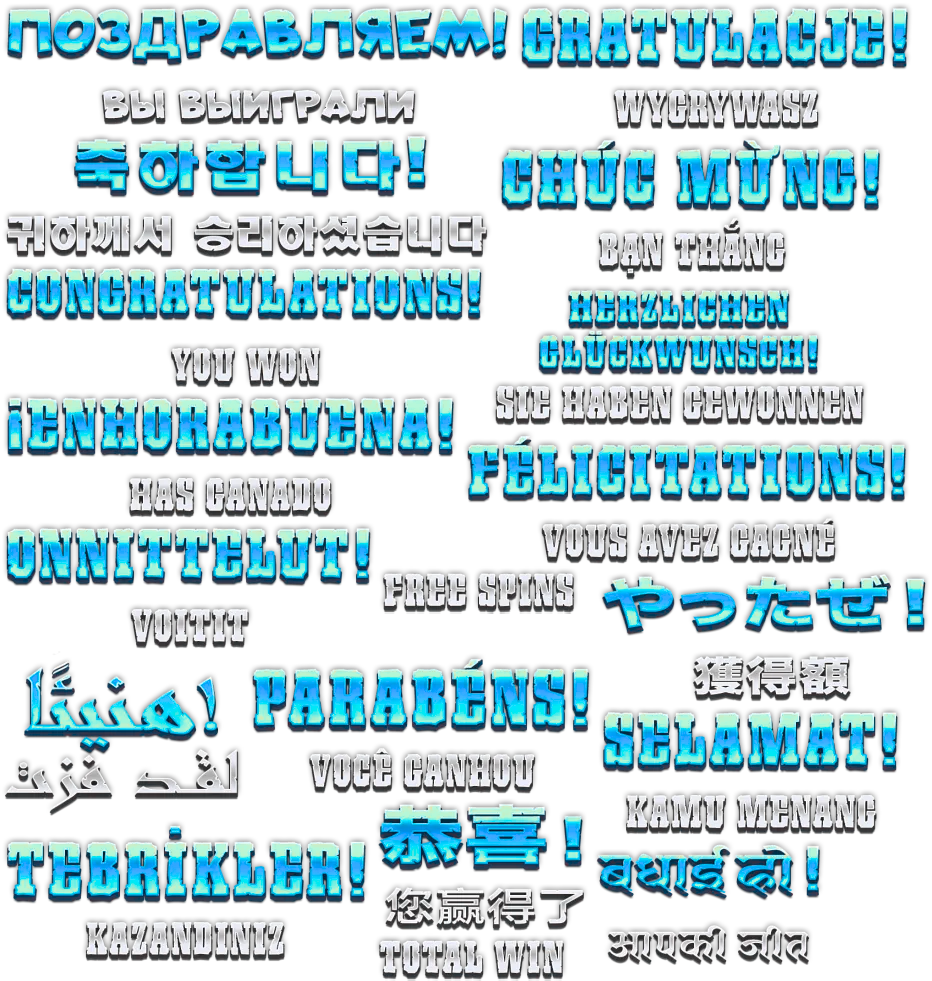 ПОЗДРАВЛЯЕМ!
GRATULACJE!
ВЫ ВЫИГРАЛИ
WYGRYWASZ
축하합니다!
CHÚC MỪNG!
귀하께서 승리하셨습니다
BẠN THẮNG
CONGRATULATIONS!
HERZLICHEN
GLÜCKWUNSCH!
YOU WON
SIE HABEN GEWONNEN
¡ENHORABUENA!
FÉLICITATIONS!
HAS GANADO
VOUS AVEZ GAGNÉ
ONNITTELUT!
FREE SPINS
やったぜ!
VOITIT
獲得額
هنيئًا!
PARABÉNS!
SELAMAT!
لقد فزت
VOCÊ GANHOU
KAMU MENANG
恭喜!
TEBRİKLER!
बधाई हो!
您赢得了
KAZANDINIZ
आपकी जीत
TOTAL WIN